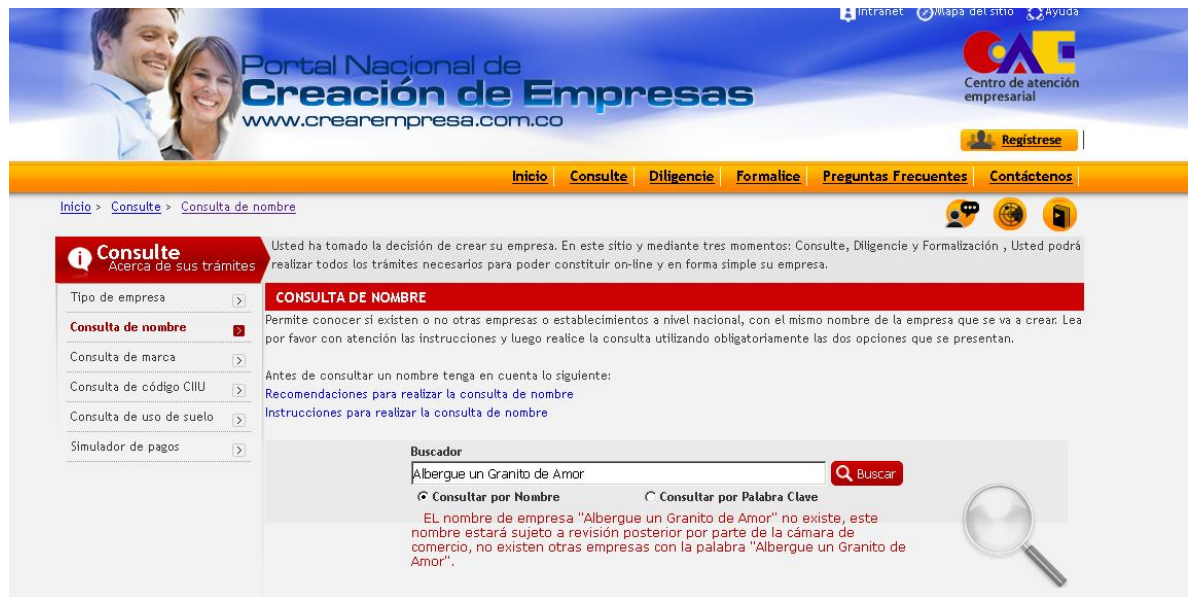 Intranet Mapa del sitio Ayuda
Portal Nacional de
Creación de Empresas
www.crearempresa.com.co
CAE
Centro de atención
empresarial
Regístrese
Inicio Consulte Diligencie Formalice Preguntas Frecuentes Contáctenos
Inicio > Consulte > Consulta de nombre
Consulte
Acerca de sus trámites
Tipo de empresa
Consulta de nombre
Consulta de marca
Consulta de código CIIU
Consulta de uso de suelo
Simulador de pagos
Usted ha tomado la decisión de crear su empresa. En este sitio y mediante tres momentos: Consulte, Diligencie y Formalización , Usted podrá
realizar todos los trámites necesarios para poder constituir on-line y en forma simple su empresa.
CONSULTA DE NOMBRE
Permite conocer si existen o no otras empresas o establecimientos a nivel nacional, con el mismo nombre de la empresa que se va a crear. Lea
por favor con atención las instrucciones y luego realice la consulta utilizando obligatoriamente las dos opciones que se presentan.
Antes de consultar un nombre tenga en cuenta lo siguiente:
Recomendaciones para realizar la consulta de nombre
Instrucciones para realizar la consulta de nombre
Buscador
Albergue un Granito de Amor Buscar
Consultar por Nombre Consultar por Palabra Clave
EL nombre de empresa "Albergue un Granito de Amor" no existe, este
nombre estará sujeto a revisión posterior por parte de la cámara de
comercio, no existen otras empresas con la palabra "Albergue un Granito de
Amor".